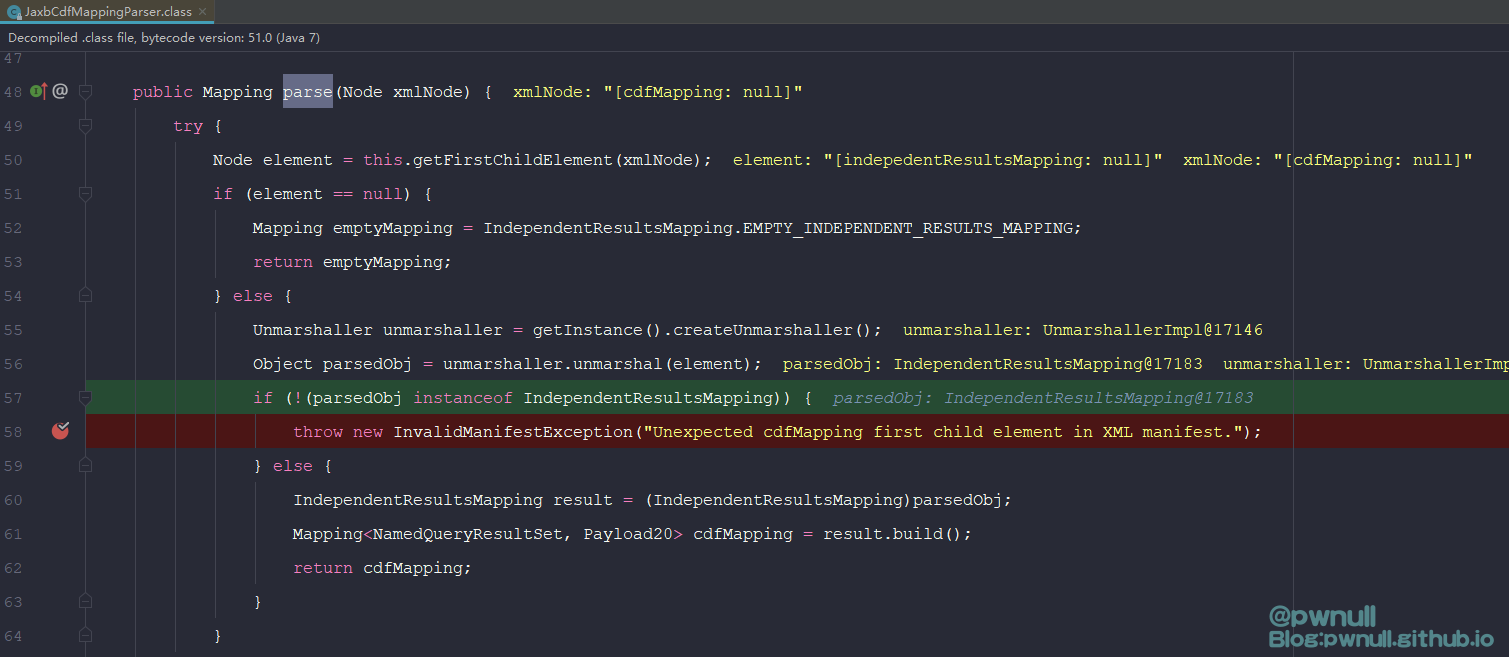 JaxbCdfMappingParser.class
Decompiled .class file, bytecode version: 51.0 (Java 7)
47
48 @ public Mapping parse(Node xmlNode) { xmlNode: "[cdfMapping: null]"
49 try {
50 Node element = this.getFirstChildElement(xmlNode); element: "[indepedentResultsMapping: null]" xmlNode: "[cdfMapping: null]"
51 if (element == null) {
52 Mapping emptyMapping = IndependentResultsMapping.EMPTY_INDEPENDENT_RESULTS_MAPPING;
53 return emptyMapping;
54 } else {
55 Unmarshaller unmarshaller = getInstance().createUnmarshaller(); unmarshaller: UnmarshallerImpl@17146
56 Object parsedObj = unmarshaller.unmarshal(element); parsedObj: IndependentResultsMapping@17183 unmarshaller: UnmarshallerImp
57 if (!(parsedObj instanceof IndependentResultsMapping)) { parsedObj: IndependentResultsMapping@17183
58 throw new InvalidManifestException("Unexpected cdfMapping first child element in XML manifest.");
59 } else {
60 IndependentResultsMapping result = (IndependentResultsMapping)parsedObj;
61 Mapping<NamedQueryResultSet, Payload20> cdfMapping = result.build();
62 return cdfMapping;
63 }
64 }
@pwnull
Blog:pwnull.github.io